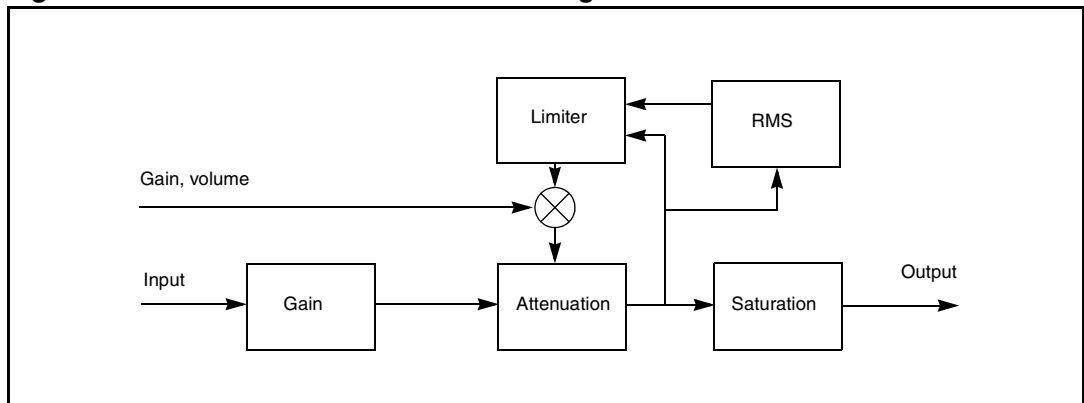 Limiter
RMS
Gain, volume
Input
Output
Gain
Attenuation
Saturation